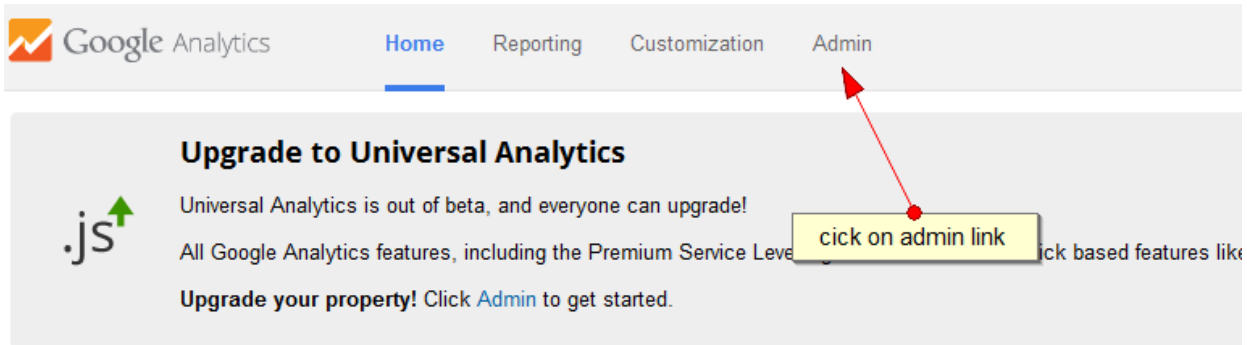 Google Analytics Home Reporting Customization Admin
Upgrade to Universal Analytics
.js
Universal Analytics is out of beta, and everyone can upgrade!
cick on admin link
All Google Analytics features, including the Premium Service Leve ick based features like
Upgrade your property! Click Admin to get started.